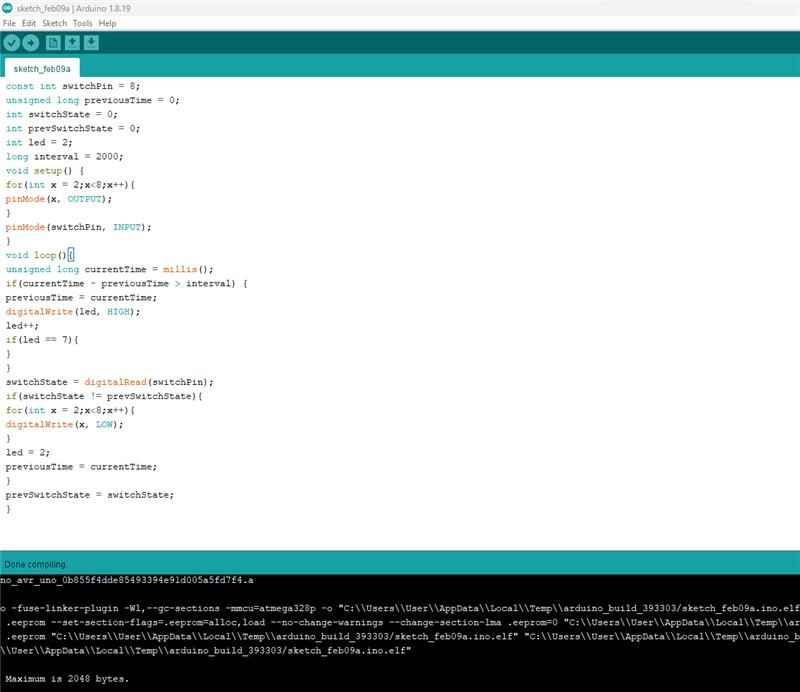 sketch_feb09a | Arduino 1.8.19
File Edit Sketch Tools Help
sketch_feb09a
const int switchPin = 8;
unsigned long previousTime = 0;
int switchState = 0;
int prevSwitchState = 0;
int led = 2;
long interval = 2000;
void setup() {
for(int x = 2;x<8;x++){
pinMode(x, OUTPUT);
}
pinMode(switchPin, INPUT);
}
void loop(){
unsigned long currentTime = millis();
if(currentTime - previousTime > interval) {
previousTime = currentTime;
digitalWrite(led, HIGH);
led++;
if(led == 7){
}
}
switchState = digitalRead(switchPin);
if(switchState != prevSwitchState){
for(int x = 2;x<8;x++){
digitalWrite(x, LOW);
}
led = 2;
previousTime = currentTime;
}
prevSwitchState = switchState;
}
Done compiling.
no_avr_uno_0b855f4dde85493394e91d005a5fd7f4.a
o -fuse-linker-plugin -Wl,--gc-sections -mmcu=atmega328p -o "C:\\Users\\User\\AppData\\Local\\Temp\\arduino_build_393303/sketch_feb09a.ino.elf
.eeprom --set-section-flags=.eeprom=alloc,load --no-change-warnings --change-section-lma .eeprom=0 "C:\\Users\\User\\AppData\\Local\\Temp\\ar
.eeprom "C:\\Users\\User\\AppData\\Local\\Temp\\arduino_build_393303/sketch_feb09a.ino.elf" "C:\\Users\\User\\AppData\\Local\\Temp\\arduino_b
\\User\\AppData\\Local\\Temp\\arduino_build_393303/sketch_feb09a.ino.elf"
Maximum is 2048 bytes.